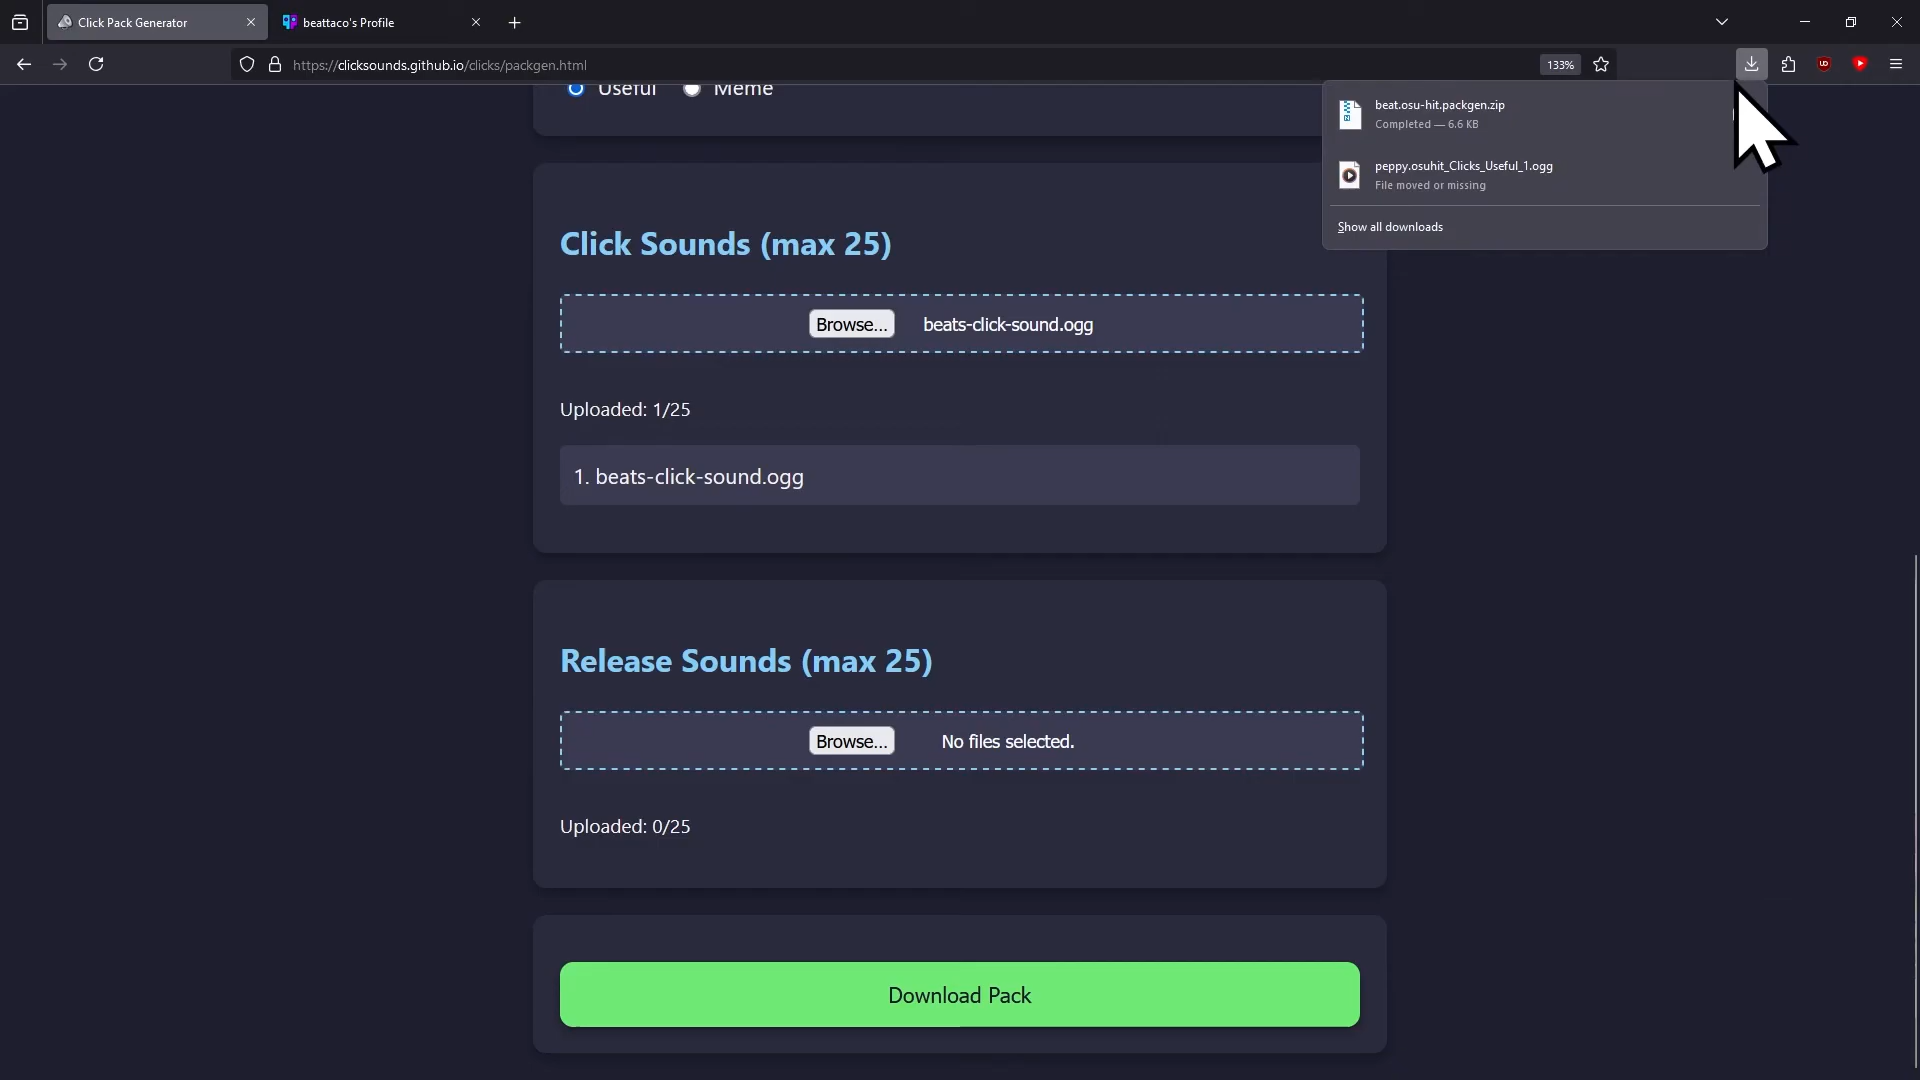 Click Pack Generator
beattaco's Profile
https://clicksounds.github.io/clicks/packgen.html
133%
Useful
Meme
beat.osu-hit.packgen.zip
Completed — 6.6 KB
peppy.osuhit_Clicks_Useful_1.ogg
File moved or missing
Show all downloads
Click Sounds (max 25)
Browse... beats-click-sound.ogg
Uploaded: 1/25
1. beats-click-sound.ogg
Release Sounds (max 25)
Browse... No files selected.
Uploaded: 0/25
Download Pack